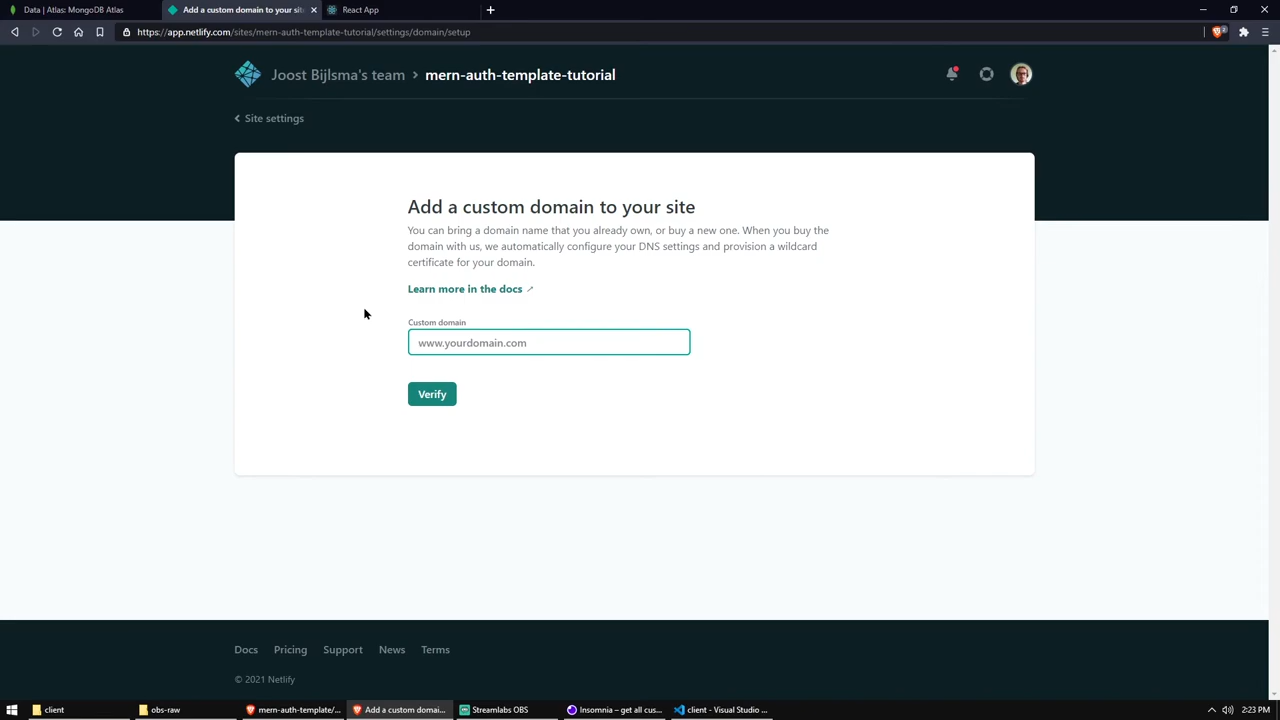 Data | Atlas: MongoDB Atlas
Add a custom domain to your sit
React App
https://app.netlify.com/sites/mern-auth-template-tutorial/settings/domain/setup
2
Joost Bijlsma's team > mern-auth-template-tutorial
Site settings
Add a custom domain to your site
You can bring a domain name that you already own, or buy a new one. When you buy the
domain with us, we automatically configure your DNS settings and provision a wildcard
certificate for your domain.
Learn more in the docs
Custom domain
www.yourdomain.com
Verify
Docs
Pricing
Support
News
Terms
© 2021 Netlify
client
obs-raw
mern-auth-template/...
Add a custom domai...
Streamlabs OBS
Insomnia – get all cus...
client - Visual Studio ...
2:23 PM